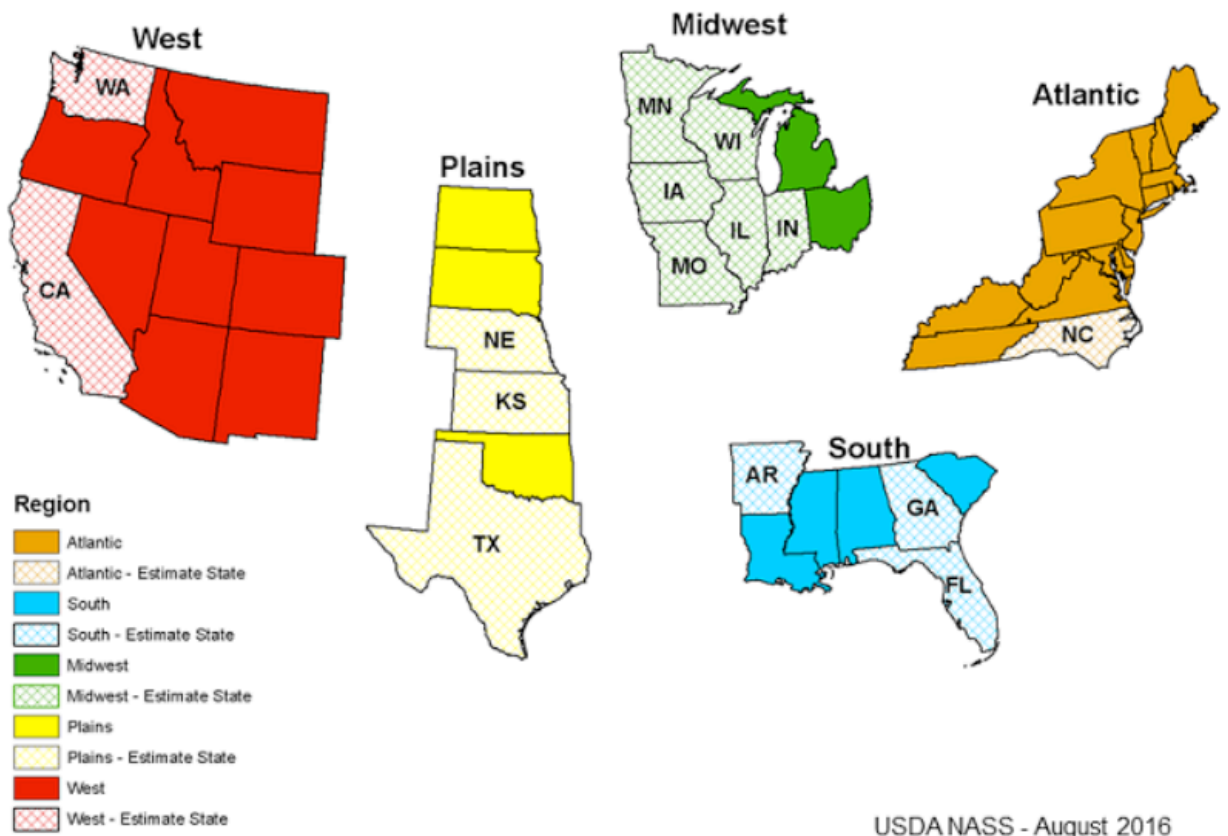 West
WA
CA
Plains
NE
KS
TX
Midwest
MN
WI
IA
IL
IN
MO
Atlantic
NC
South
AR
GA
FL
Region
Atlantic
Atlantic - Estimate State
South
South - Estimate State
Midwest
Midwest - Estimate State
Plains
Plains - Estimate State
West
West - Estimate State
USDA NASS - August 2016